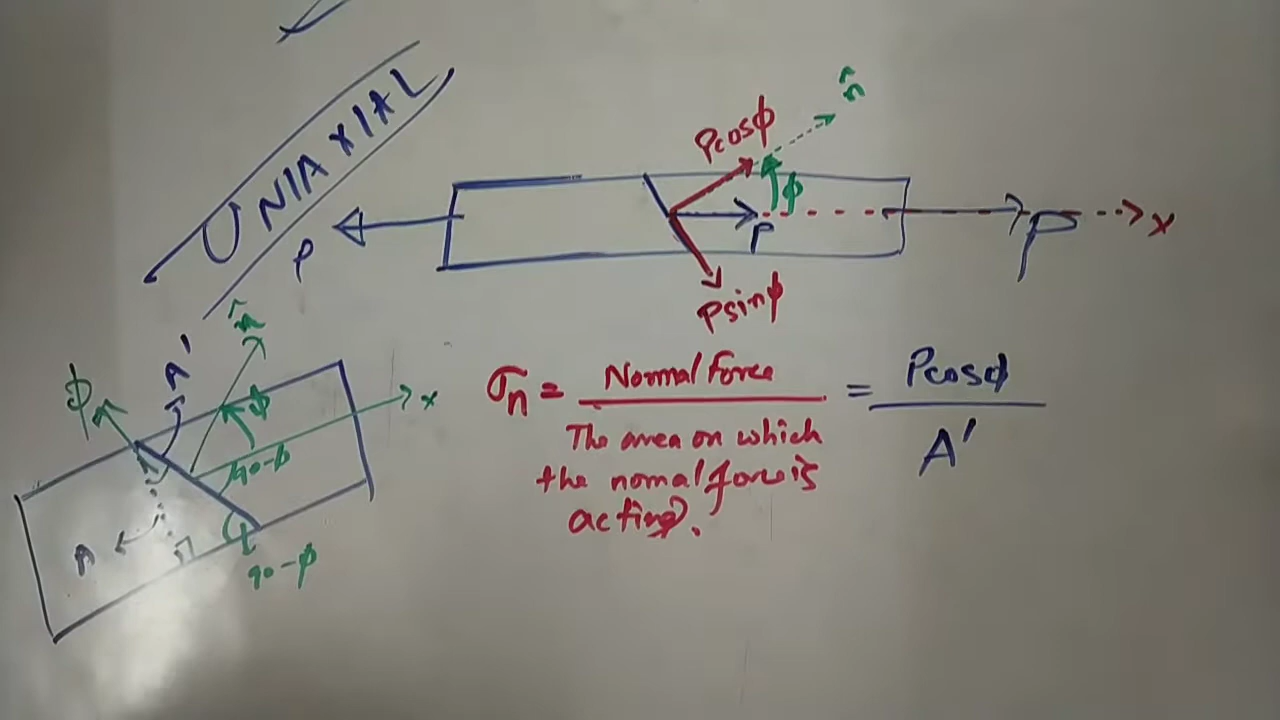 UNIAXIAL
n̂
Pcosφ
φ
P
P
P
x
Psinφ
n̂
A'
φ
φ
x
90-φ
A
90-φ
σn = Normal Force / The area on which the normal force is acting. = Pcosφ / A'